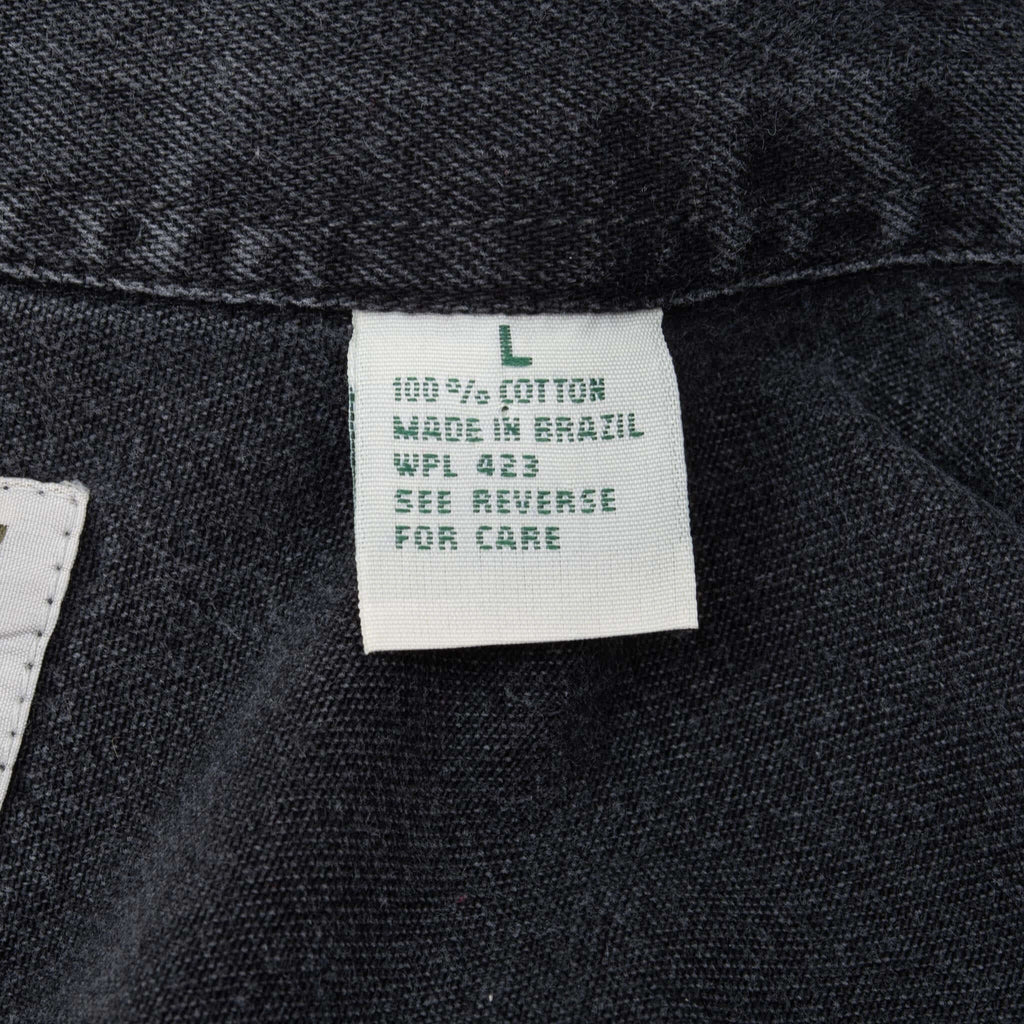 L
100% COTTON
MADE IN BRAZIL
WPL 423
SEE REVERSE
FOR CARE